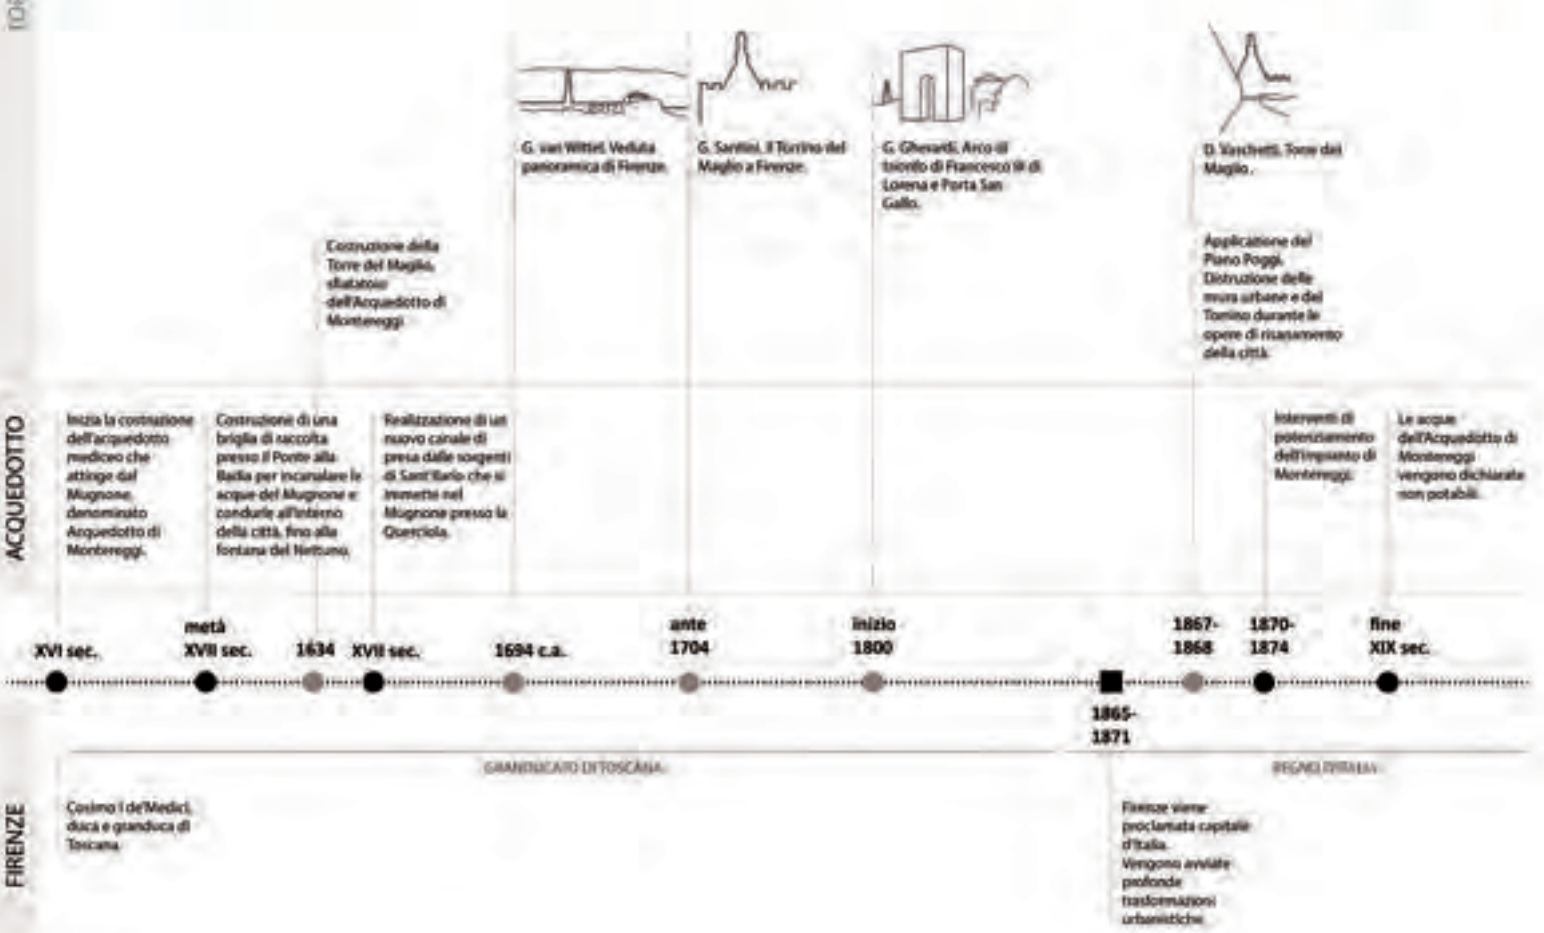 TOR
G. van Wittel, Veduta
panoramica di Firenze.
G. Santini, Il Torrino del
Maglio a Firenze.
G. Gherardi, Arco di
trionfo di Francesco III di
Lorena e Porta San
Gallo.
D. Vaschetti, Torre del
Maglio.
Costruzione della
Torre del Maglio,
sfiatatoio
dell'Acquedotto di
Montereggi
Applicazione del
Piano Poggi.
Distruzione delle
mura urbane e del
Torrino durante le
opere di risanamento
della città.
ACQUEDOTTO
Inizia la costruzione
dell'acquedotto
mediceo che
attinge dal
Mugnone,
denominato
Acquedotto di
Montereggi.
Costruzione di una
briglia di raccolta
presso il Ponte alla
Badia per incanalare le
acque del Mugnone e
condurle all'interno
della città, fino alla
fontana del Nettuno.
Realizzazione di un
nuovo canale di
presa dalle sorgenti
di Sant'Ilario che si
immette nel
Mugnone presso la
Querciola.
Interventi di
potenziamento
dell'impianto di
Montereggi.
Le acque
dell'Acquedotto di
Montereggi
vengono dichiarate
non potabili.
XVI sec.
metà
XVII sec.
1634
XVII sec.
1694 c.a.
ante
1704
inizio
1800
1867-
1868
1870-
1874
fine
XIX sec.
1865-
1871
GRANDUCATO DI TOSCANA
REGNO D'ITALIA
FIRENZE
Cosimo I de'Medici,
duca e granduca di
Toscana.
Firenze viene
proclamata capitale
d'Italia.
Vengono avviate
profonde
trasformazioni
urbanistiche.